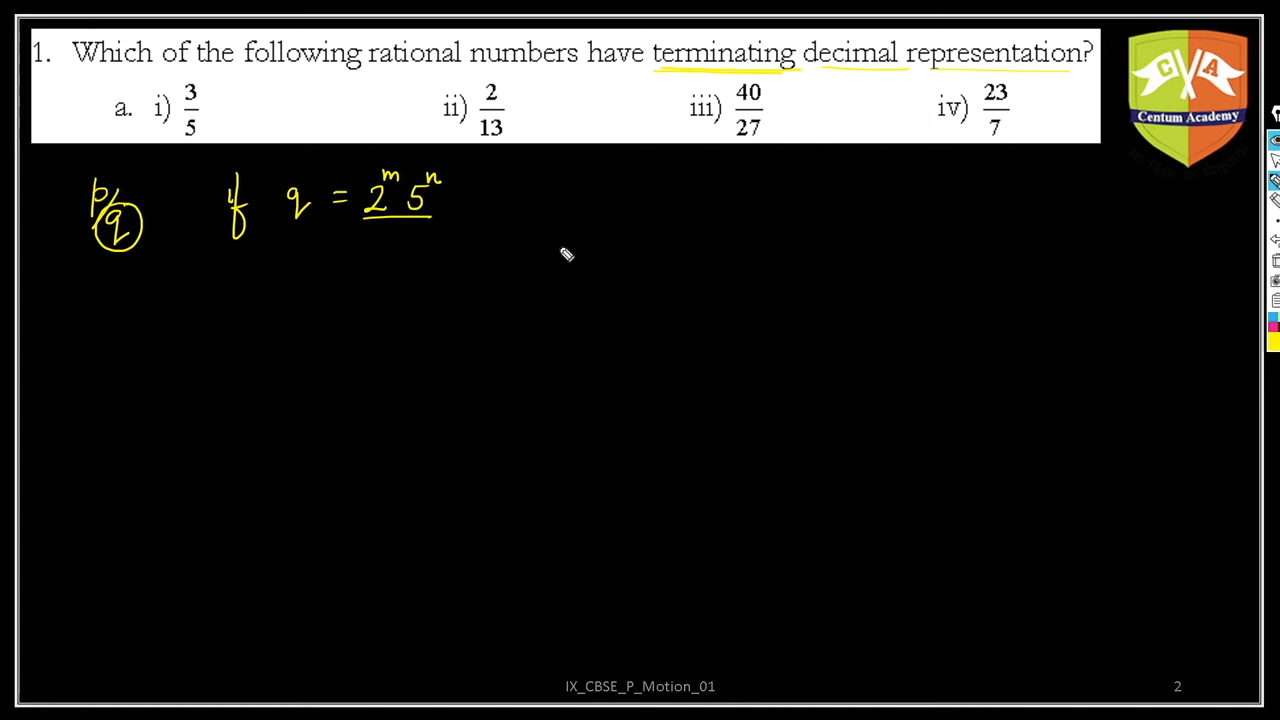 1. Which of the following rational numbers have terminating decimal representation?
a. i) 3/5 ii) 2/13 iii) 40/27 iv) 23/7
C A
Centum Academy
p/q if q = 2^m 5^n
IX_CBSE_P_Motion_01 2